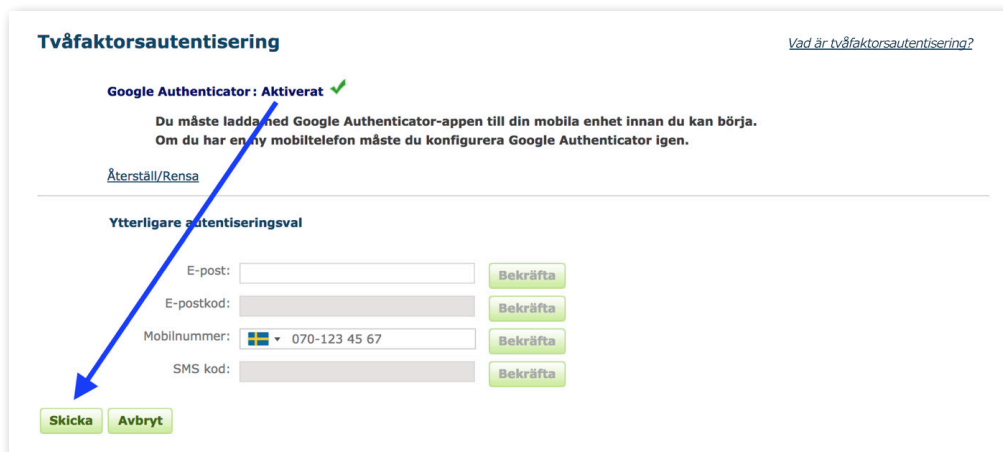 Tvåfaktorsautentisering
Vad är tvåfaktorsautentisering?
Google Authenticator: Aktiverat
Du måste ladda ned Google Authenticator-appen till din mobila enhet innan du kan börja.
Om du har en ny mobiltelefon måste du konfigurera Google Authenticator igen.
Återställ/Rensa
Ytterligare autentiseringsval
E-post:
Bekräfta
E-postkod:
Bekräfta
Mobilnummer: 070-123 45 67
Bekräfta
SMS kod:
Bekräfta
Skicka Avbryt